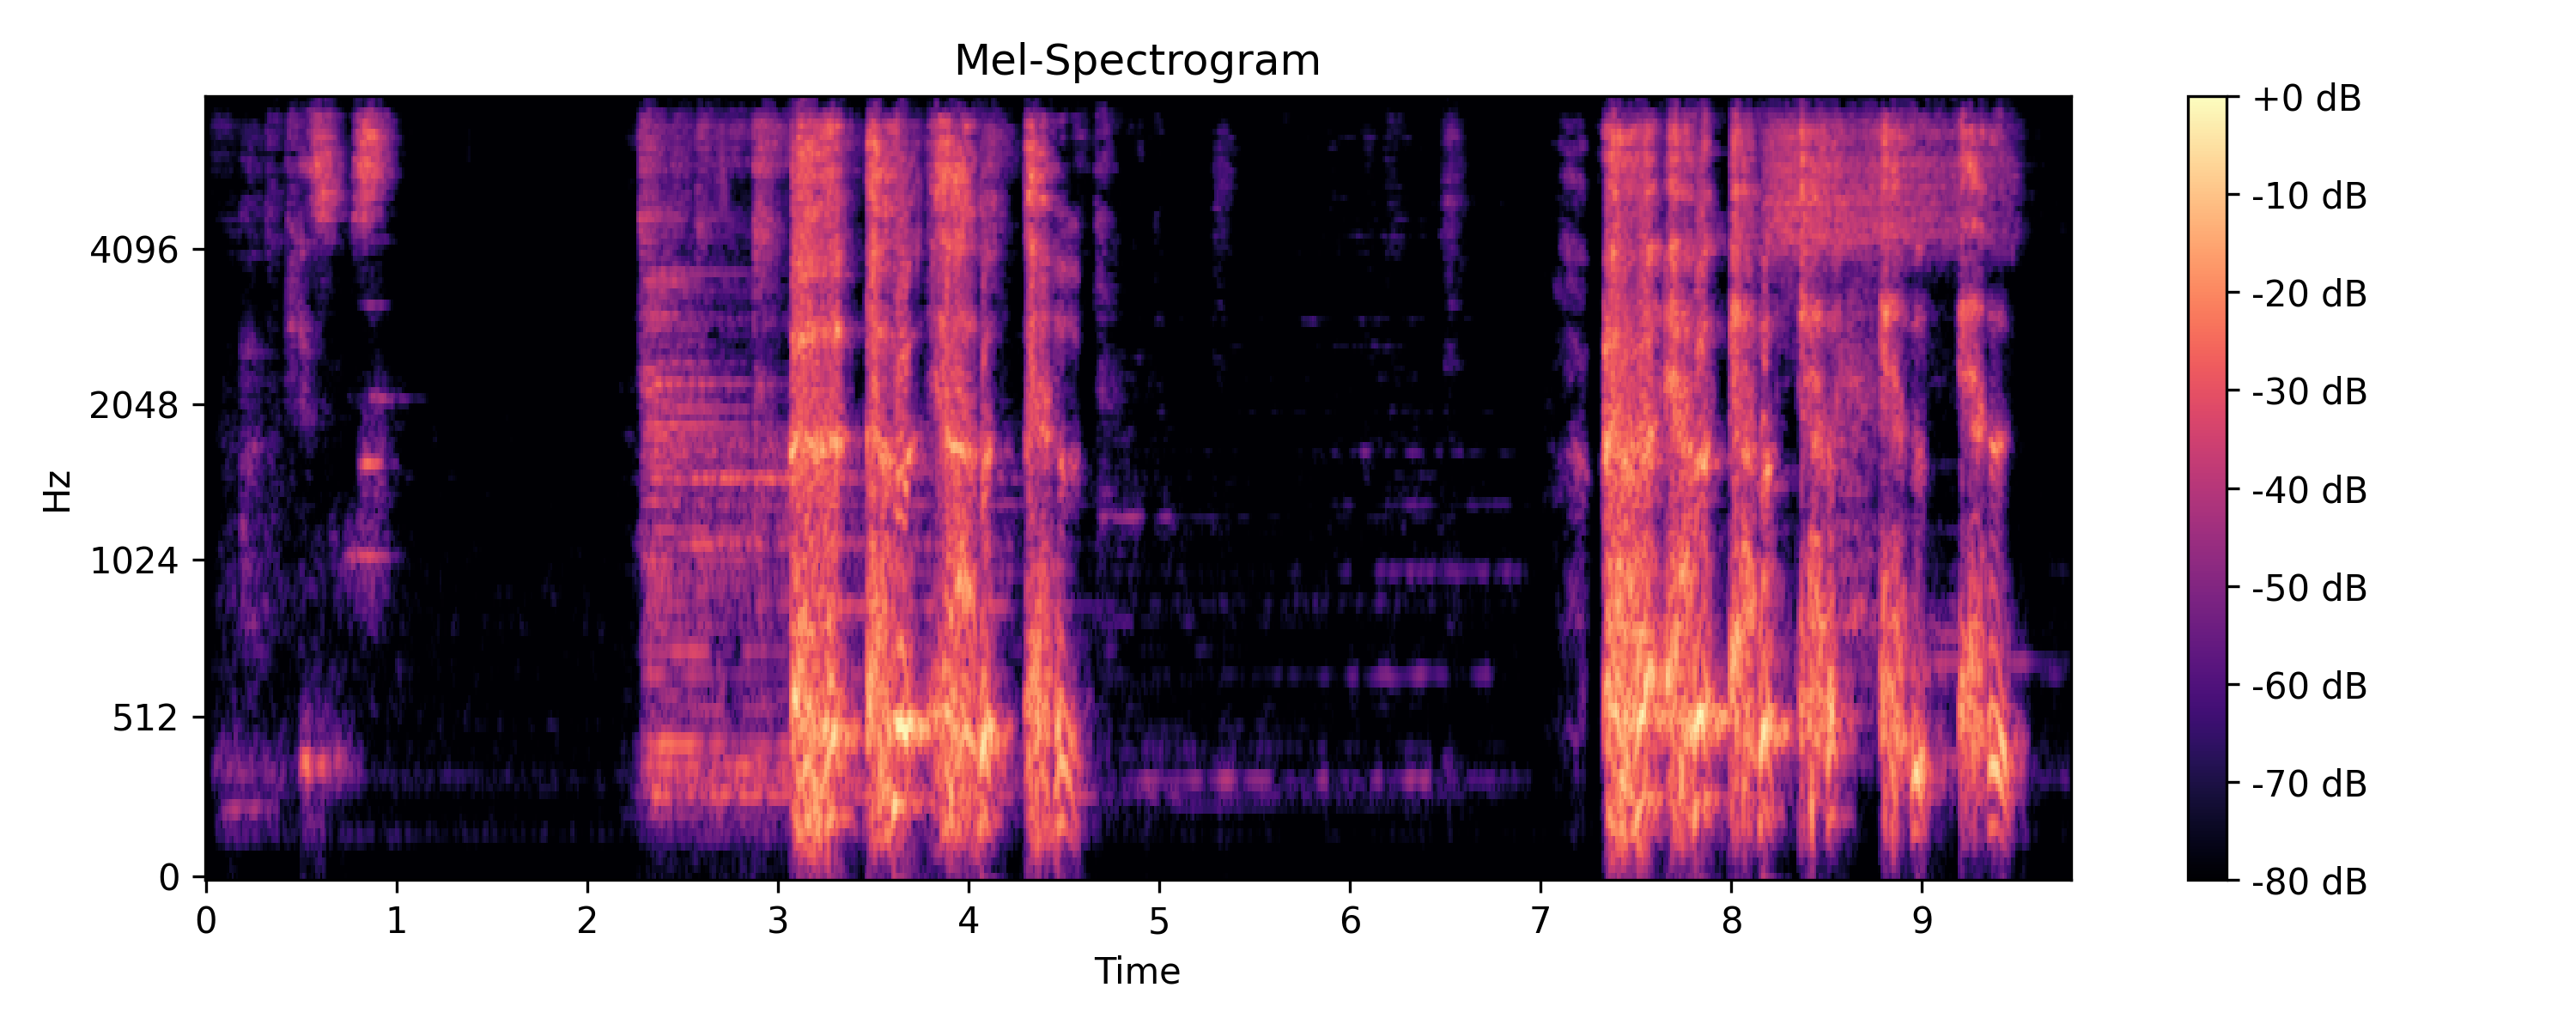 Mel-Spectrogram
Hz
4096
2048
1024
512
0
0 1 2 3 4 5 6 7 8 9
Time
+0 dB
-10 dB
-20 dB
-30 dB
-40 dB
-50 dB
-60 dB
-70 dB
-80 dB